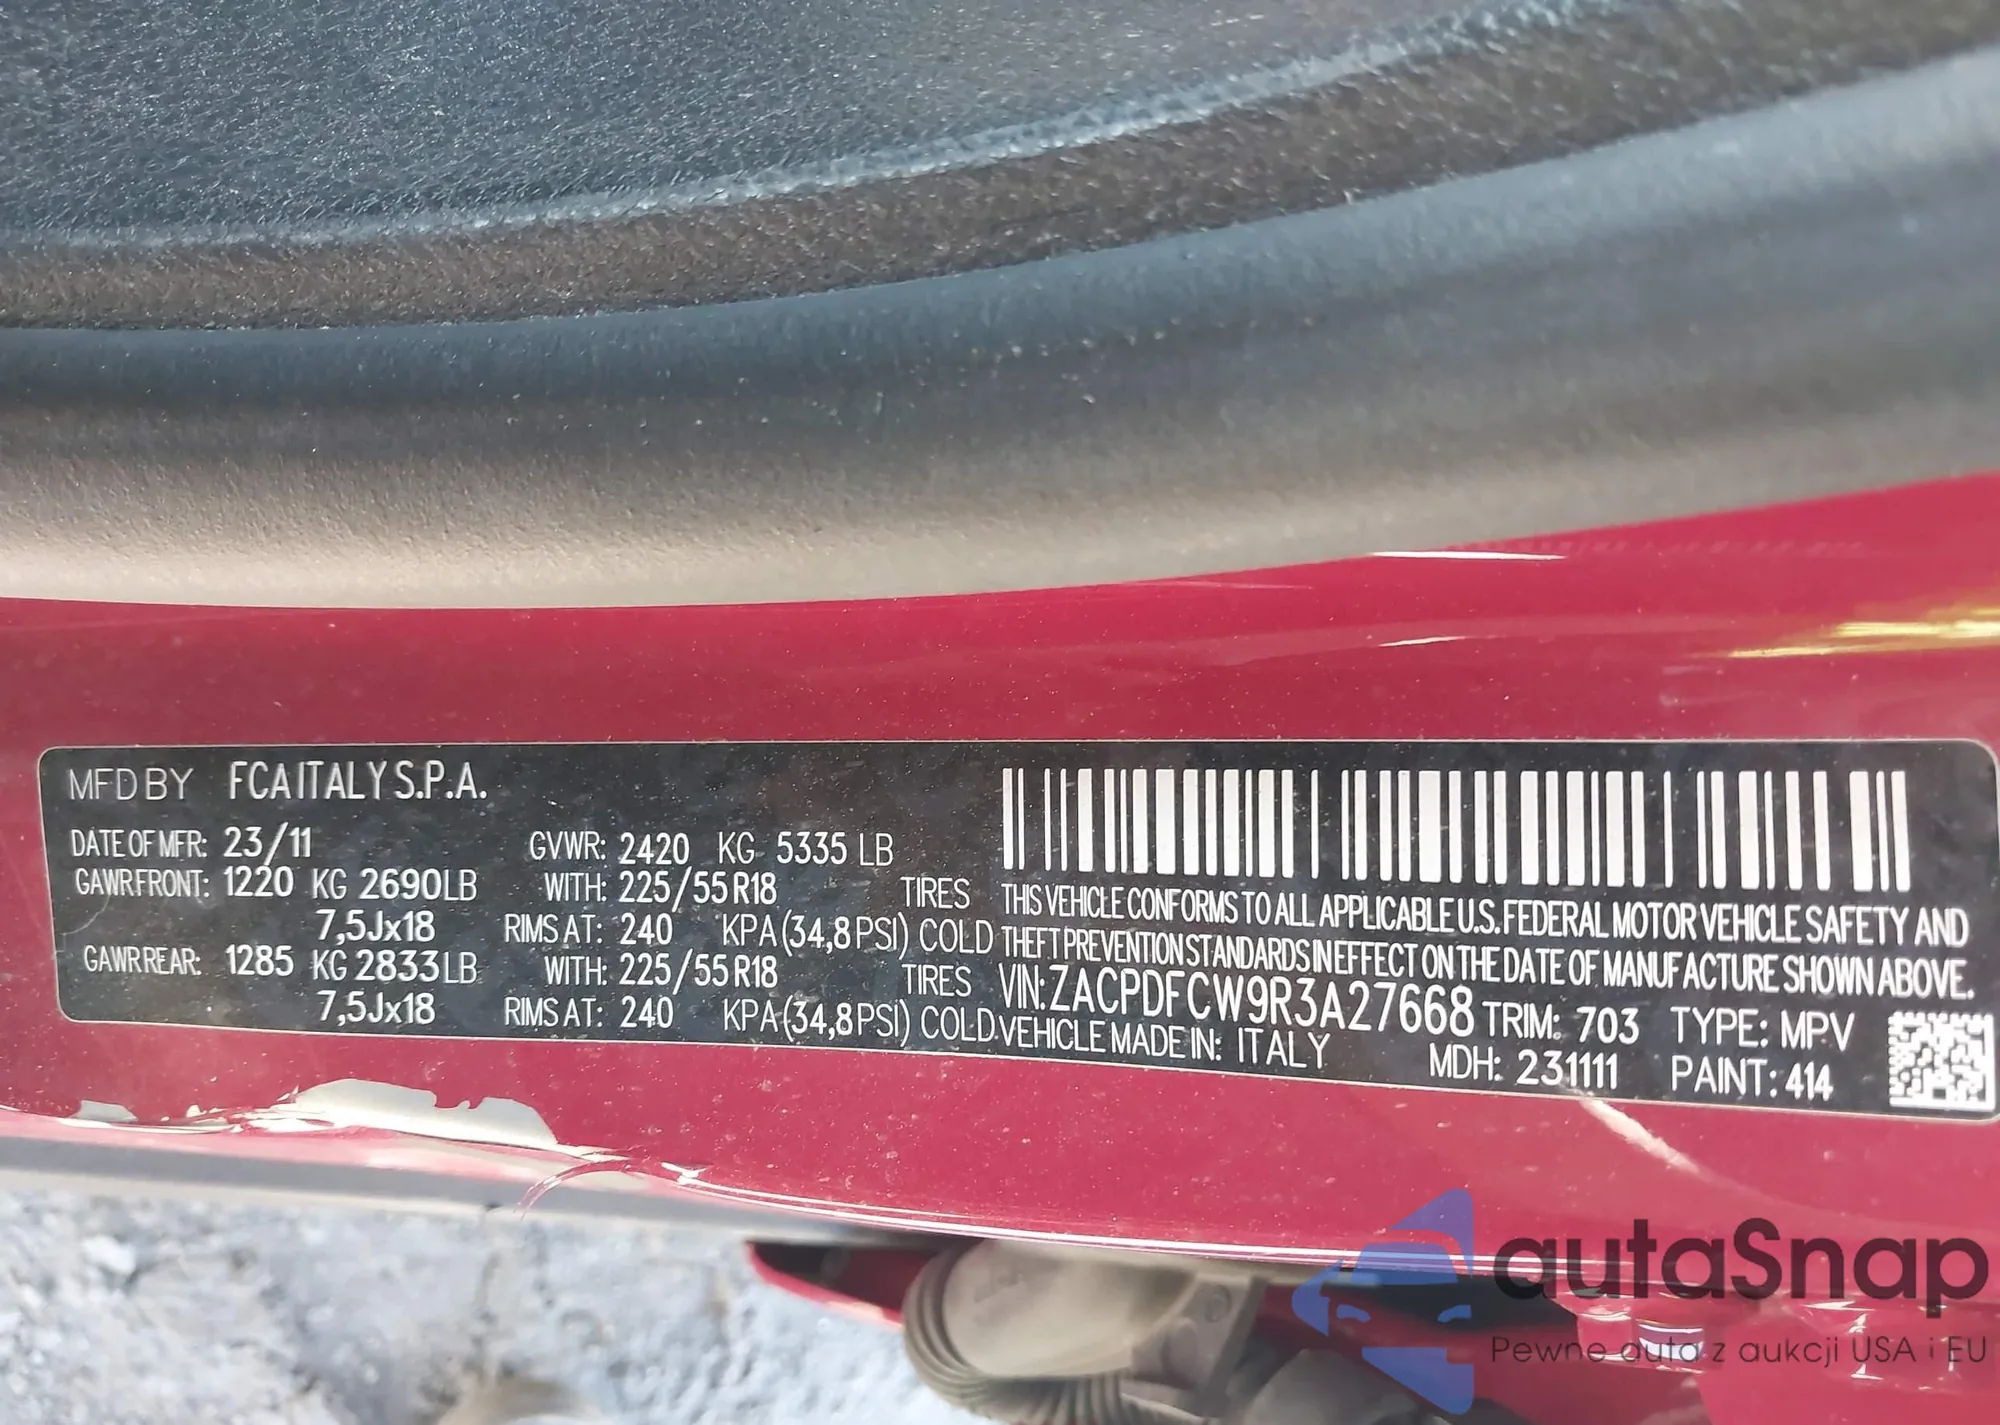 MFD BY FCA ITALY S.P.A.
DATE OF MFR: 23/11 GVWR: 2420 KG 5335 LB
GAWR FRONT: 1220 KG 2690 LB WITH: 225/55 R18 TIRES
7,5Jx18 RIMS AT: 240 KPA (34,8 PSI) COLD
GAWR REAR: 1285 KG 2833 LB WITH: 225/55 R18 TIRES
7,5Jx18 RIMS AT: 240 KPA (34,8 PSI) COLD
THIS VEHICLE CONFORMS TO ALL APPLICABLE U.S. FEDERAL MOTOR VEHICLE SAFETY AND
THEFT PREVENTION STANDARDS IN EFFECT ON THE DATE OF MANUFACTURE SHOWN ABOVE.
VIN: ZACPDFCW9R3A27668 TRIM: 703 TYPE: MPV
VEHICLE MADE IN: ITALY MDH: 231111 PAINT: 414
autaSnap
Pewne auta z aukcji USA i EU